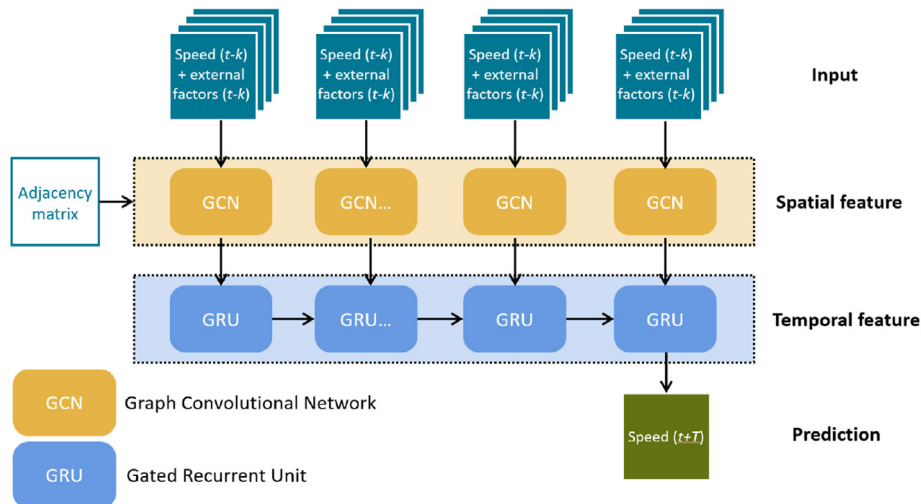 Speed (t-k)
+ external
factors (t-k)
Speed (t-k)
+ external
factors (t-k)
Speed (t-k)
+ external
factors (t-k)
Speed (t-k)
+ external
factors (t-k)
Input
Adjacency
matrix
GCN
GCN...
GCN
GCN
Spatial feature
GRU
GRU...
GRU
GRU
Temporal feature
GCN
Graph Convolutional Network
Speed (t+T)
Prediction
GRU
Gated Recurrent Unit